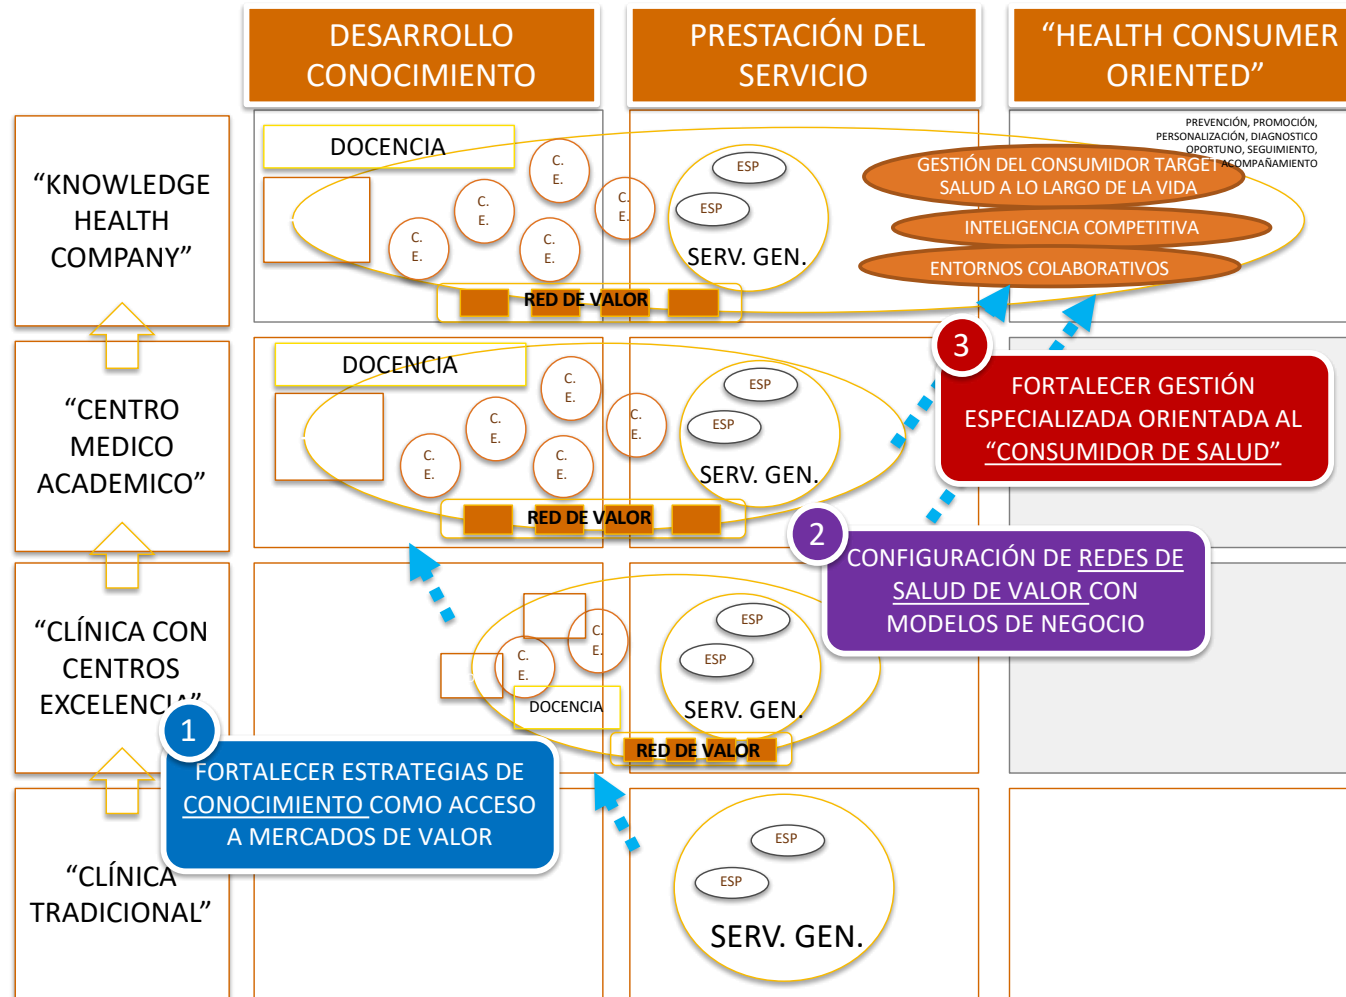 DESARROLLO
CONOCIMIENTO
PRESTACIÓN DEL
SERVICIO
“HEALTH CONSUMER
ORIENTED”
“KNOWLEDGE
HEALTH
COMPANY”
DOCENCIA
C.
E.
C.
E.
C.
E.
C.
E.
C.
E.
ESP
ESP
SERV. GEN.
RED DE VALOR
PREVENCIÓN, PROMOCIÓN,
PERSONALIZACIÓN, DIAGNOSTICO
OPORTUNO, SEGUIMIENTO,
ACOMPAÑAMIENTO
GESTIÓN DEL CONSUMIDOR TARGET
SALUD A LO LARGO DE LA VIDA
INTELIGENCIA COMPETITIVA
ENTORNOS COLABORATIVOS
“CENTRO
MEDICO
ACADEMICO”
DOCENCIA
C.
E.
C.
E.
C.
E.
C.
E.
C.
E.
ESP
ESP
SERV. GEN.
RED DE VALOR
3
FORTALECER GESTIÓN
ESPECIALIZADA ORIENTADA AL
“CONSUMIDOR DE SALUD”
2
CONFIGURACIÓN DE REDES DE
SALUD DE VALOR CON
MODELOS DE NEGOCIO
“CLÍNICA CON
CENTROS
EXCELENCIA”
C.
E.
C.
E.
DOCENCIA
ESP
ESP
SERV. GEN.
RED DE VALOR
1
FORTALECER ESTRATEGIAS DE
CONOCIMIENTO COMO ACCESO
A MERCADOS DE VALOR
“CLÍNICA
TRADICIONAL”
ESP
ESP
SERV. GEN.